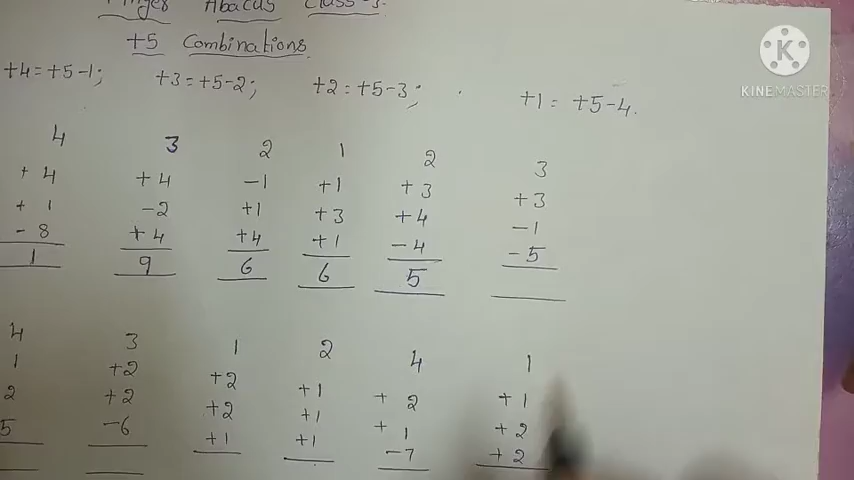 Finger Abacus Class-3.
+5 Combinations.
+4=+5-1; +3=+5-2; +2=+5-3; +1= +5-4.
4 3 2 1 2 3
+4 +4 -1 +1 +3 +3
+1 -2 +1 +3 +4 -1
-8 +4 +4 +1 -4 -5
1 9 6 6 5
4 3 1 2 4 1
1 +2 +2 +1 +2 +1
2 +2 +2 +1 +1 +2
5 -6 +1 +1 -7 +2
K
KINEMASTER